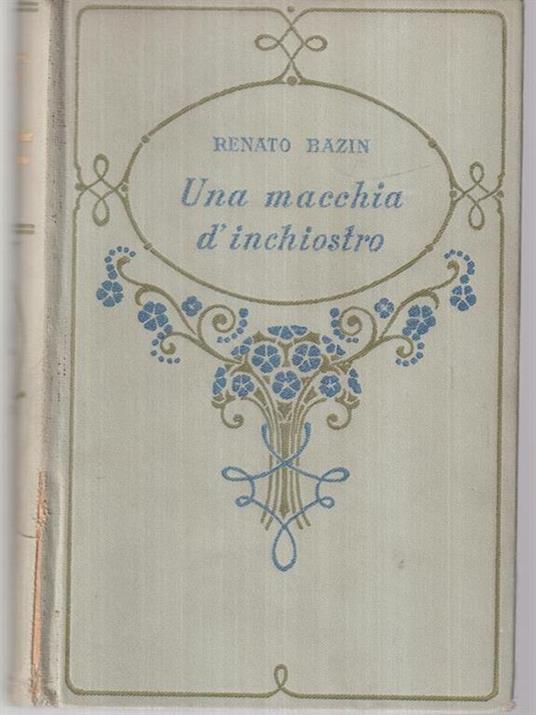 RENATO BAZIN
Una macchia
d'inchiostro